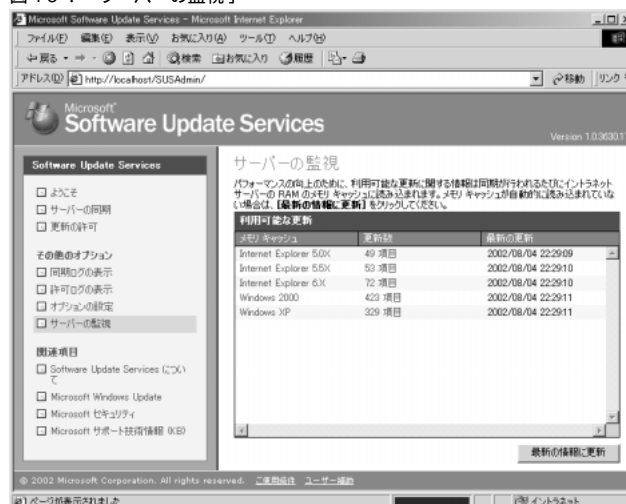 Microsoft Software Update Services - Microsoft Internet Explorer
ファイル(F) 編集(E) 表示(V) お気に入り(A) ツール(T) ヘルプ(H)
戻る 検索 お気に入り 履歴
アドレス(D) http://localhost/SUSAdmin/ 移動 リンク
Microsoft
Software Update Services
Version 1.0.3630.1
Software Update Services
ようこそ
サーバーの同期
更新の許可
その他のオプション
同期ログの表示
許可ログの表示
オプションの設定
サーバーの監視
関連項目
Software Update Services につい
て
Microsoft Windows Update
Microsoft セキュリティ
Microsoft サポート技術情報 (KB)
サーバーの監視
パフォーマンスの向上のために、利用可能な更新に関する情報は同期が行われるたびにイントラネット
サーバーの RAM のメモリ キャッシュに読み込まれます。メモリ キャッシュが自動的に読み込まれていな
い場合は、[最新の情報に更新] をクリックしてください。
利用可能な更新
メモリ キャッシュ 更新数 最新の更新
Internet Explorer 5.0X 49 項目 2002/08/04 22:29:09
Internet Explorer 5.5X 53 項目 2002/08/04 22:29:10
Internet Explorer 6.X 72 項目 2002/08/04 22:29:10
Windows 2000 423 項目 2002/08/04 22:29:11
Windows XP 329 項目 2002/08/04 22:29:11
最新の情報に更新
© 2002 Microsoft Corporation. All rights reserved. ご使用条件 ユーザー補助
ページが表示されました イントラネット